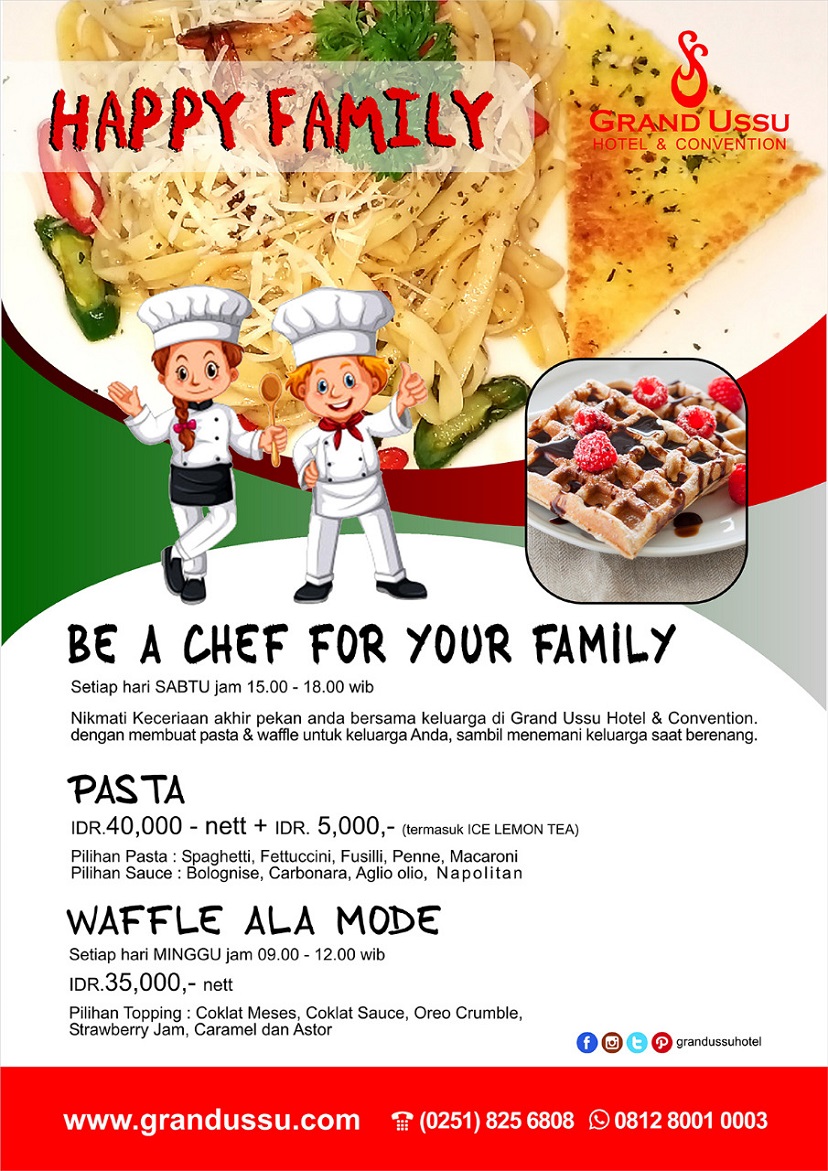 HAPPY FAMILY
GRAND USSU
HOTEL & CONVENTION
BE A CHEF FOR YOUR FAMILY
Setiap hari SABTU jam 15.00 - 18.00 wib
Nikmati Keceriaan akhir pekan anda bersama keluarga di Grand Ussu Hotel & Convention.
dengan membuat pasta & waffle untuk keluarga Anda, sambil menemani keluarga saat berenang.
PASTA
IDR.40,000 - nett + IDR. 5,000,- (termasuk ICE LEMON TEA)
Pilihan Pasta : Spaghetti, Fettuccini, Fusilli, Penne, Macaroni
Pilihan Sauce : Bolognise, Carbonara, Aglio olio, Napolitan
WAFFLE ALA MODE
Setiap hari MINGGU jam 09.00 - 12.00 wib
IDR.35,000,- nett
Pilihan Topping : Coklat Meses, Coklat Sauce, Oreo Crumble,
Strawberry Jam, Caramel dan Astor
grandussuhotel
www.grandussu.com (0251) 825 6808 0812 8001 0003